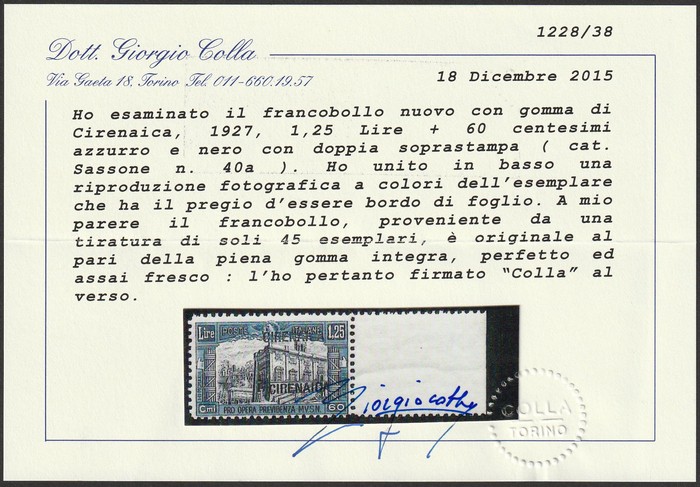 1228/38
Dott. Giorgio Colla
Via Gaeta 18, Torino Tel. 011-660.19.57
18 Dicembre 2015
Ho esaminato il francobollo nuovo con gomma di
Cirenaica, 1927, 1,25 Lire + 60 centesimi
azzurro e nero con doppia soprastampa ( cat.
Sassone n. 40a ). Ho unito in basso una
riproduzione fotografica a colori dell'esemplare
che ha il pregio d'essere bordo di foglio. A mio
parere il francobollo, proveniente da una
tiratura di soli 45 esemplari, è originale al
pari della piena gomma integra, perfetto ed
assai fresco : l'ho pertanto firmato "Colla" al
verso.
Lire POSTE ITALIANE 1,25
CIRENAICA
CIRENAICA
Cmi PRO OPERA PREVIDENZA MVSN. 60
COLLA
TORINO